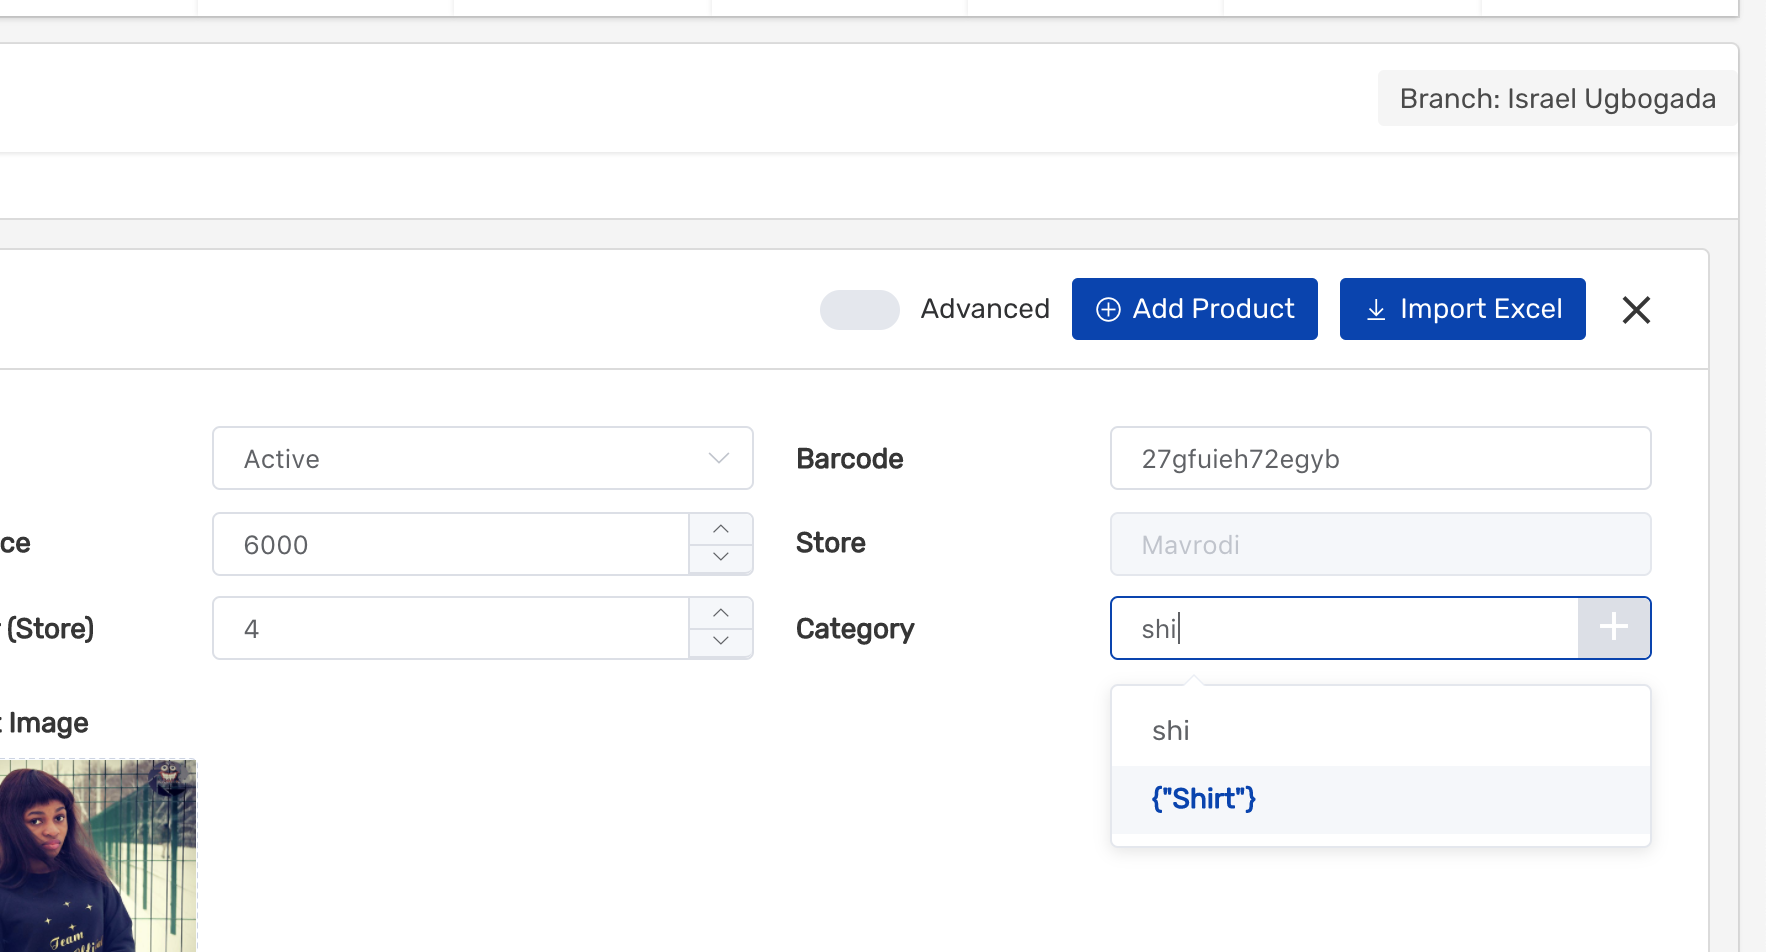 Branch: Israel Ugbogada
Advanced
Add Product
Import Excel
Active
Barcode
27gfuieh72egyb
ce
6000
Store
Mavrodi
(Store)
4
Category
shi
Image
shi
{"Shirt"}
Team